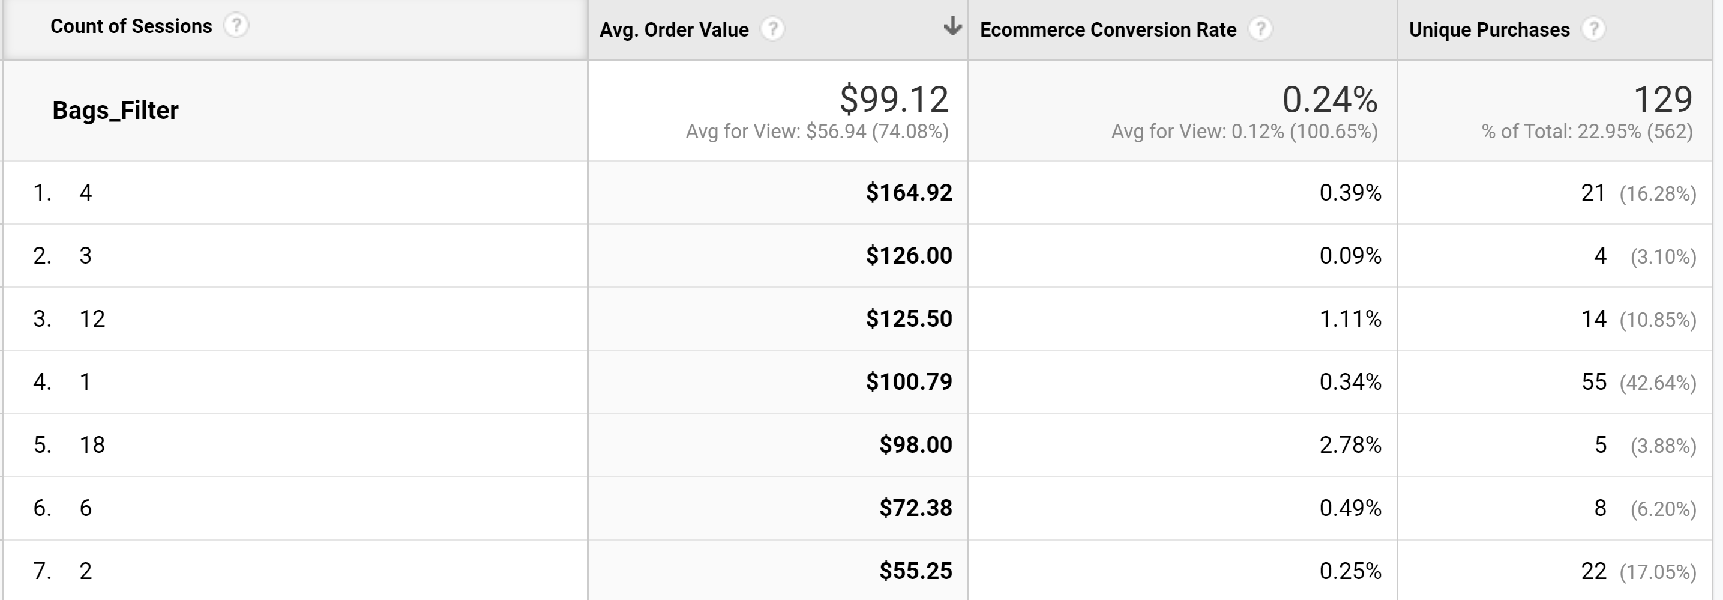 Count of Sessions ? Avg. Order Value ? ↓ Ecommerce Conversion Rate ? Unique Purchases ?
Bags_Filter $99.12 0.24% 129
Avg for View: $56.94 (74.08%) Avg for View: 0.12% (100.65%) % of Total: 22.95% (562)
1. 4 $164.92 0.39% 21 (16.28%)
2. 3 $126.00 0.09% 4 (3.10%)
3. 12 $125.50 1.11% 14 (10.85%)
4. 1 $100.79 0.34% 55 (42.64%)
5. 18 $98.00 2.78% 5 (3.88%)
6. 6 $72.38 0.49% 8 (6.20%)
7. 2 $55.25 0.25% 22 (17.05%)